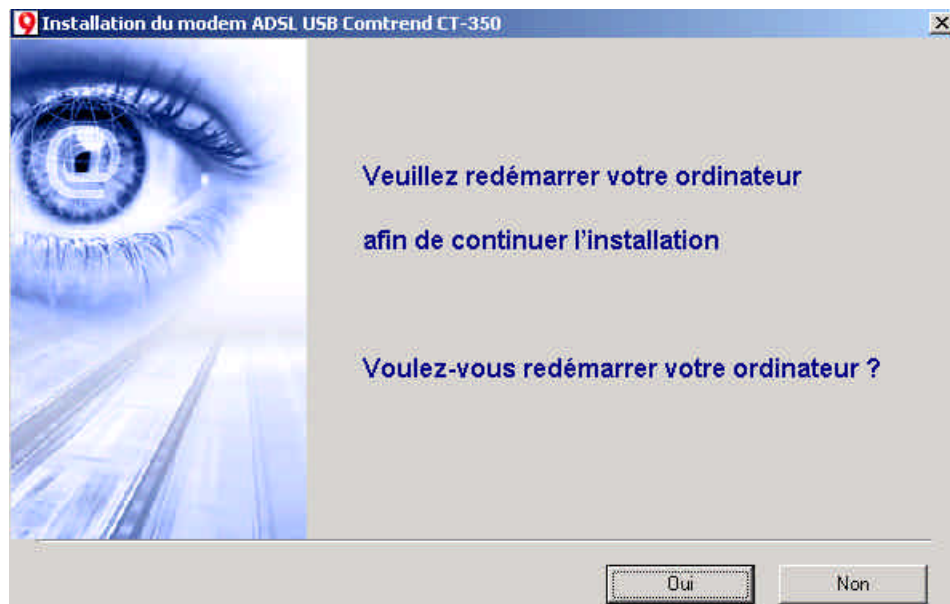 9 Installation du modem ADSL USB Comtrend CT-350
@
Veuillez redémarrer votre ordinateur
afin de continuer l'installation
Voulez-vous redémarrer votre ordinateur ?
Oui
Non